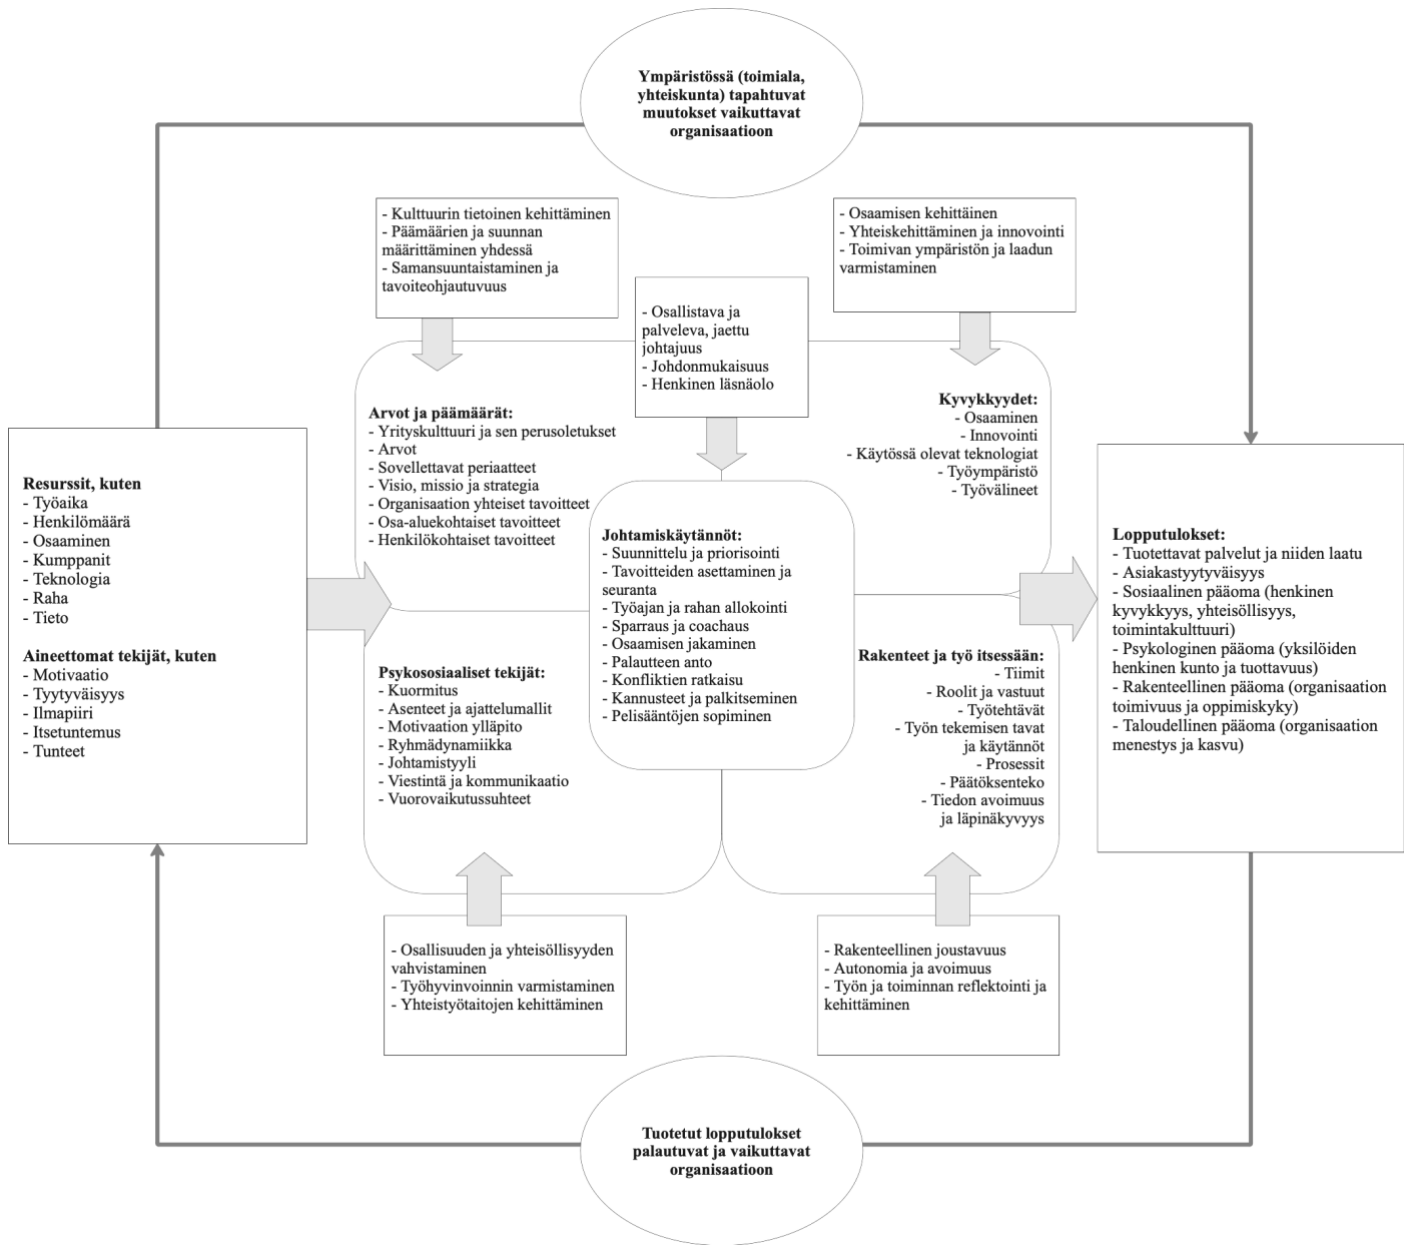 Ympäristössä (toimiala,
yhteiskunta) tapahtuvat
muutokset vaikuttavat
organisaatioon
- Kulttuurin tietoinen kehittäminen
- Päämäärien ja suunnan
määrittäminen yhdessä
- Samansuuntaistaminen ja
tavoiteohjautuvuus
- Osallistava ja
palveleva, jaettu
johtajuus
- Johdonmukaisuus
- Henkinen läsnäolo
- Osaamisen kehittäinen
- Yhteiskehittäminen ja innovointi
- Toimivan ympäristön ja laadun
varmistaminen
Resurssit, kuten
- Työaika
- Henkilömäärä
- Osaaminen
- Kumppanit
- Teknologia
- Raha
- Tieto
Aineettomat tekijät, kuten
- Motivaatio
- Tyytyväisyys
- Ilmapiiri
- Itsetuntemus
- Tunteet
Arvot ja päämäärät:
- Yrityskulttuuri ja sen perusoletukset
- Arvot
- Sovellettavat periaatteet
- Visio, missio ja strategia
- Organisaation yhteiset tavoitteet
- Osa-aluekohtaiset tavoitteet
- Henkilökohtaiset tavoitteet
Kyvykkyydet:
- Osaaminen
- Innovointi
- Käytössä olevat teknologiat
- Työympäristö
- Työvälineet
Johtamiskäytännöt:
- Suunnittelu ja priorisointi
- Tavoitteiden asettaminen ja
seuranta
- Työajan ja rahan allokointi
- Sparraus ja coachaus
- Osaamisen jakaminen
- Palautteen anto
- Konfliktien ratkaisu
- Kannusteet ja palkitseminen
- Pelisääntöjen sopiminen
Psykososiaaliset tekijät:
- Kuormitus
- Asenteet ja ajattelumallit
- Motivaation ylläpito
- Ryhmädynamiikka
- Johtamistyyli
- Viestintä ja kommunikaatio
- Vuorovaikutussuhteet
Rakenteet ja työ itsessään:
- Tiimit
- Roolit ja vastuut
- Työtehtävät
- Työn tekemisen tavat
ja käytännöt
- Prosessit
- Päätöksenteko
- Tiedon avoimuus
ja läpinäkyvyys
Lopputulokset:
- Tuotettavat palvelut ja niiden laatu
- Asiakastyytyväisyys
- Sosiaalinen pääoma (henkinen
kyvykkyys, yhteisöllisyys,
toimintakulttuuri)
- Psykologinen pääoma (yksilöiden
henkinen kunto ja tuottavuus)
- Rakenteellinen pääoma (organisaation
toimivuus ja oppimiskyky)
- Taloudellinen pääoma (organisaation
menestys ja kasvu)
- Osallisuuden ja yhteisöllisyyden
vahvistaminen
- Työhyvinvoinnin varmistaminen
- Yhteistyötaitojen kehittäminen
- Rakenteellinen joustavuus
- Autonomia ja avoimuus
- Työn ja toiminnan reflektointi ja
kehittäminen
Tuotetut lopputulokset
palautuvat ja vaikuttavat
organisaatioon